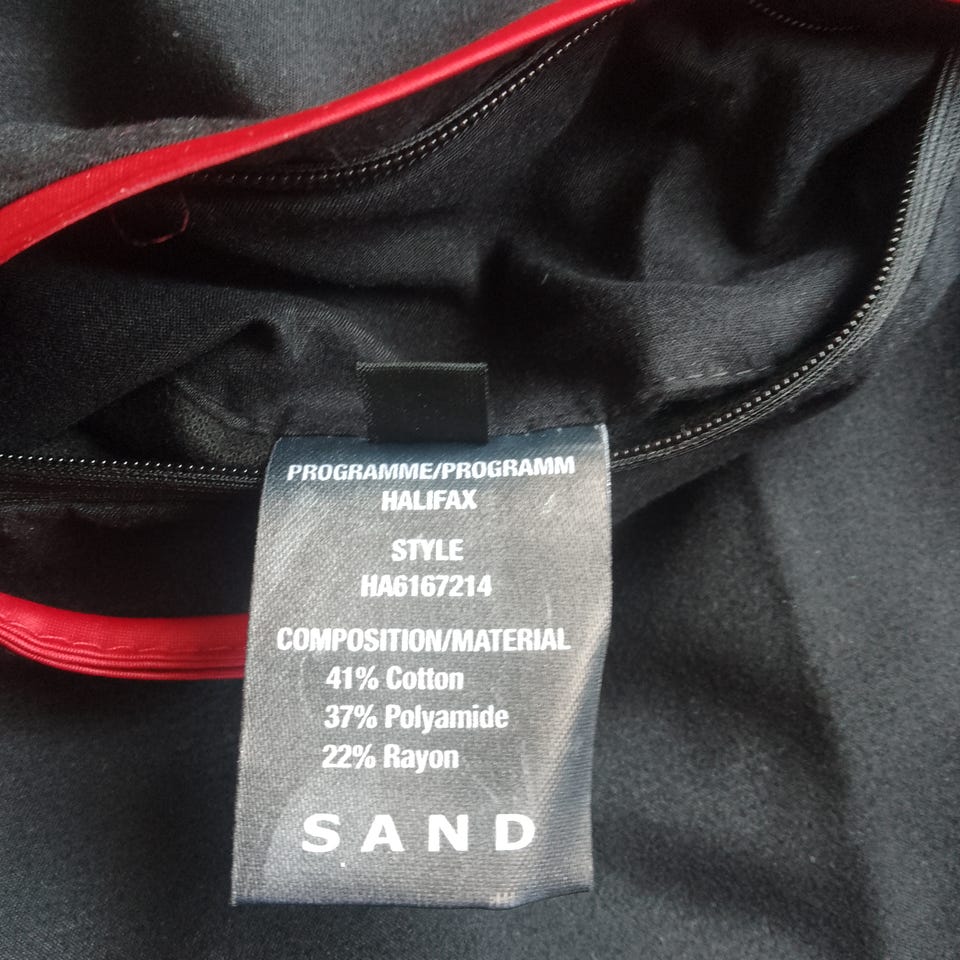 PROGRAMME/PROGRAMM
HALIFAX
STYLE
HA6167214
COMPOSITION/MATERIAL
41% Cotton
37% Polyamide
22% Rayon
SAND